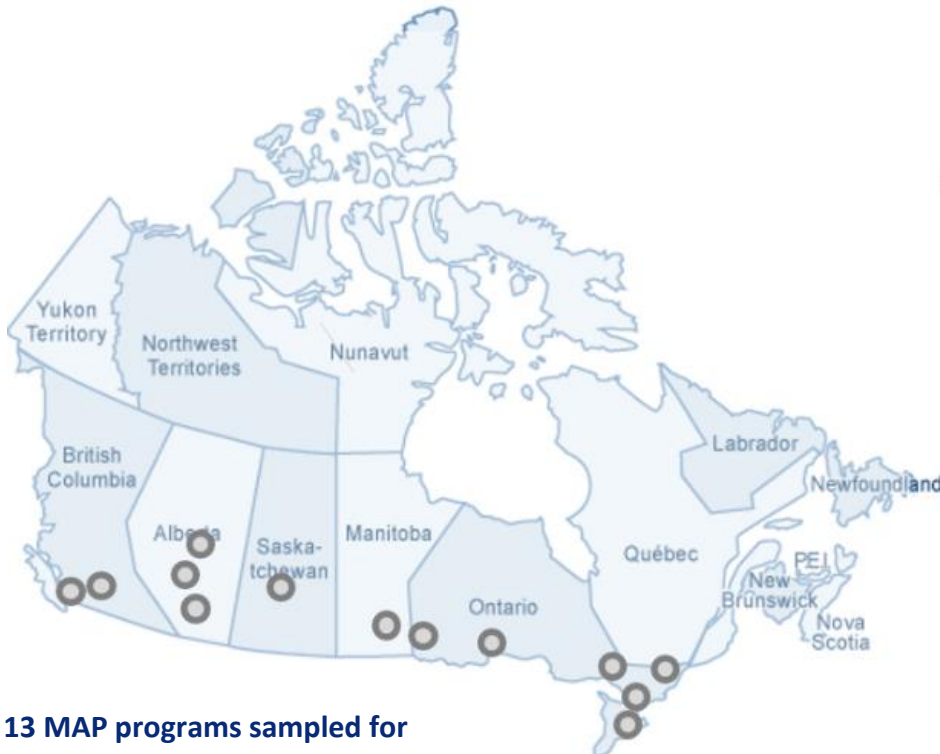 Yukon
Territory
Northwest
Territories
Nunavut
British
Columbia
Alberta
Saska-
tchewan
Manitoba
Ontario
Québec
Labrador
Newfoundland
PEI
New
Brunswick
Nova
Scotia
13 MAP programs sampled for